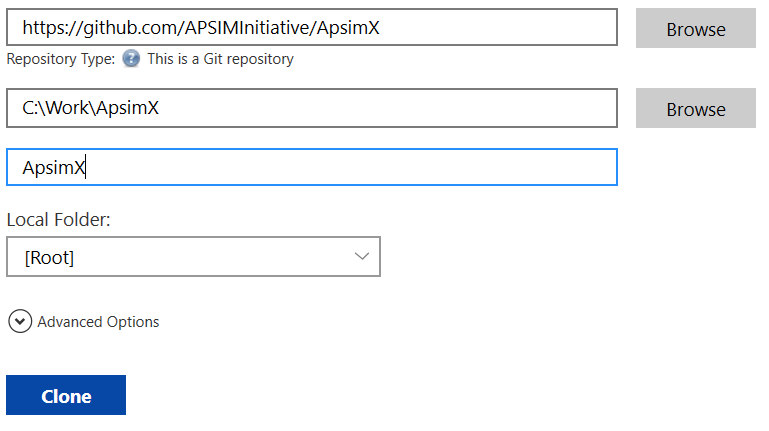 https://github.com/APSIMInitiative/ApsimX
Browse
Repository Type: ? This is a Git repository
C:\Work\ApsimX
Browse
ApsimX
Local Folder:
[Root]
Advanced Options
Clone